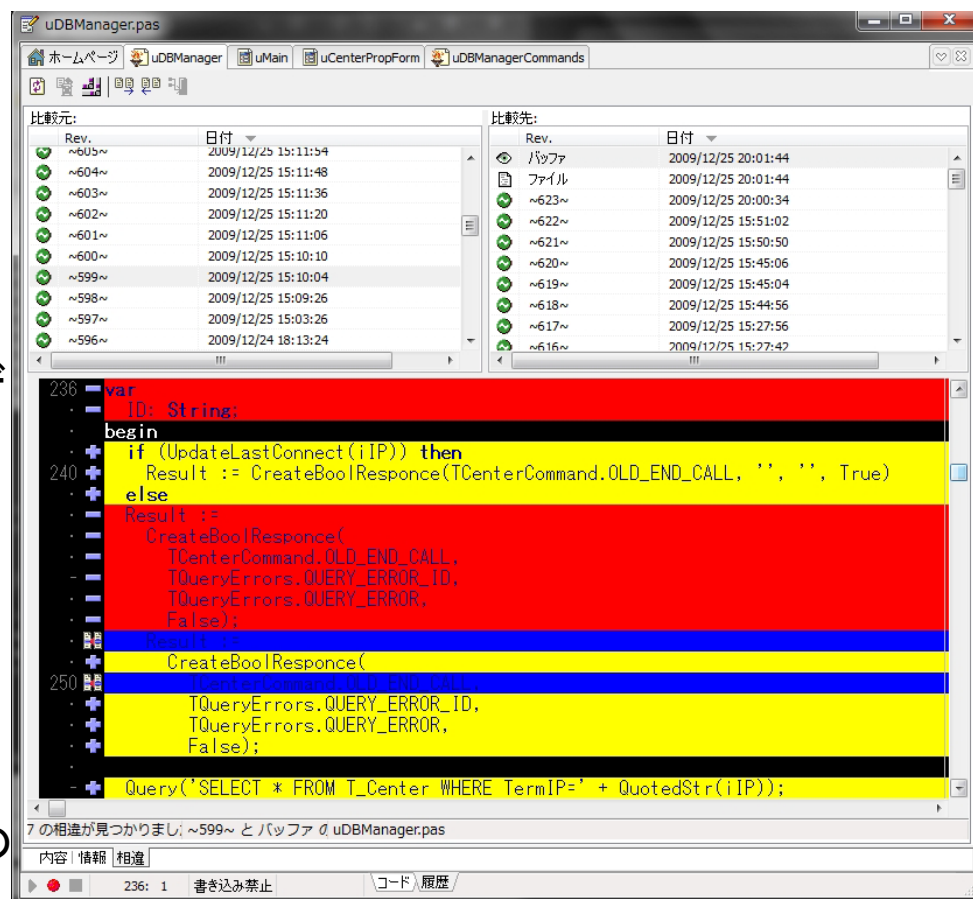 uDBManager.pas
ホームページ uDBManager uMain uCenterPropForm uDBManagerCommands
比較元:
Rev. 日付
~605~ 2009/12/25 15:11:54
~604~ 2009/12/25 15:11:48
~603~ 2009/12/25 15:11:36
~602~ 2009/12/25 15:11:20
~601~ 2009/12/25 15:11:06
~600~ 2009/12/25 15:10:10
~599~ 2009/12/25 15:10:04
~598~ 2009/12/25 15:09:26
~597~ 2009/12/25 15:03:26
~596~ 2009/12/24 18:13:24
比較先:
Rev. 日付
バッファ 2009/12/25 20:01:44
ファイル 2009/12/25 20:01:44
~623~ 2009/12/25 20:00:34
~622~ 2009/12/25 15:51:02
~621~ 2009/12/25 15:50:50
~620~ 2009/12/25 15:45:06
~619~ 2009/12/25 15:45:04
~618~ 2009/12/25 15:44:56
~617~ 2009/12/25 15:27:56
~616~ 2009/12/25 15:27:42
236 var
ID: String;
begin
if (UpdateLastConnect(iIP)) then
240 Result := CreateBoolResponce(TCenterCommand.OLD_END_CALL, '', '', True)
else
Result :=
CreateBoolResponce(
TCenterCommand.OLD_END_CALL,
TQueryErrors.QUERY_ERROR_ID,
TQueryErrors.QUERY_ERROR,
False);
Result :=
CreateBoolResponce(
250 TCenterCommand.OLD_END_CALL,
TQueryErrors.QUERY_ERROR_ID,
TQueryErrors.QUERY_ERROR,
False);
Query('SELECT * FROM T_Center WHERE TermIP=' + QuotedStr(iIP));
7 の相違が見つかりまし ~599~ と バッファ の uDBManager.pas
内容 情報 相違
236: 1 書き込み禁止 コード 履歴